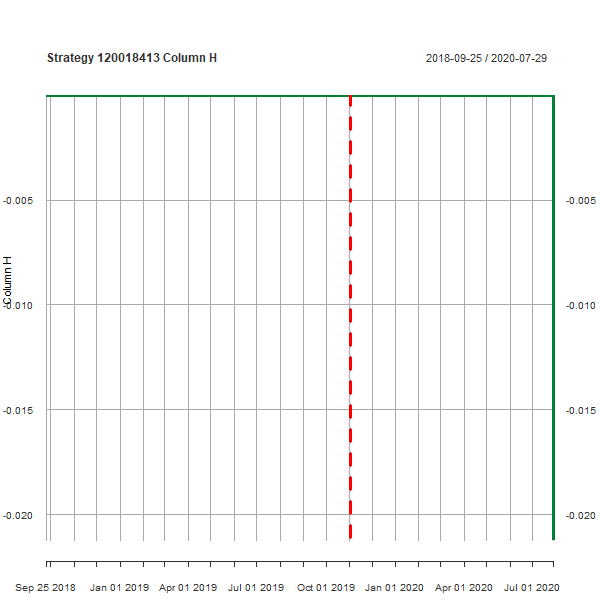 Strategy 120018413 Column H
2018-09-25 / 2020-07-29
-0.005
-0.005
Column H
-0.010
-0.010
-0.015
-0.015
-0.020
-0.020
Sep 25 2018
Jan 01 2019
Apr 01 2019
Jul 01 2019
Oct 01 2019
Jan 01 2020
Apr 01 2020
Jul 01 2020